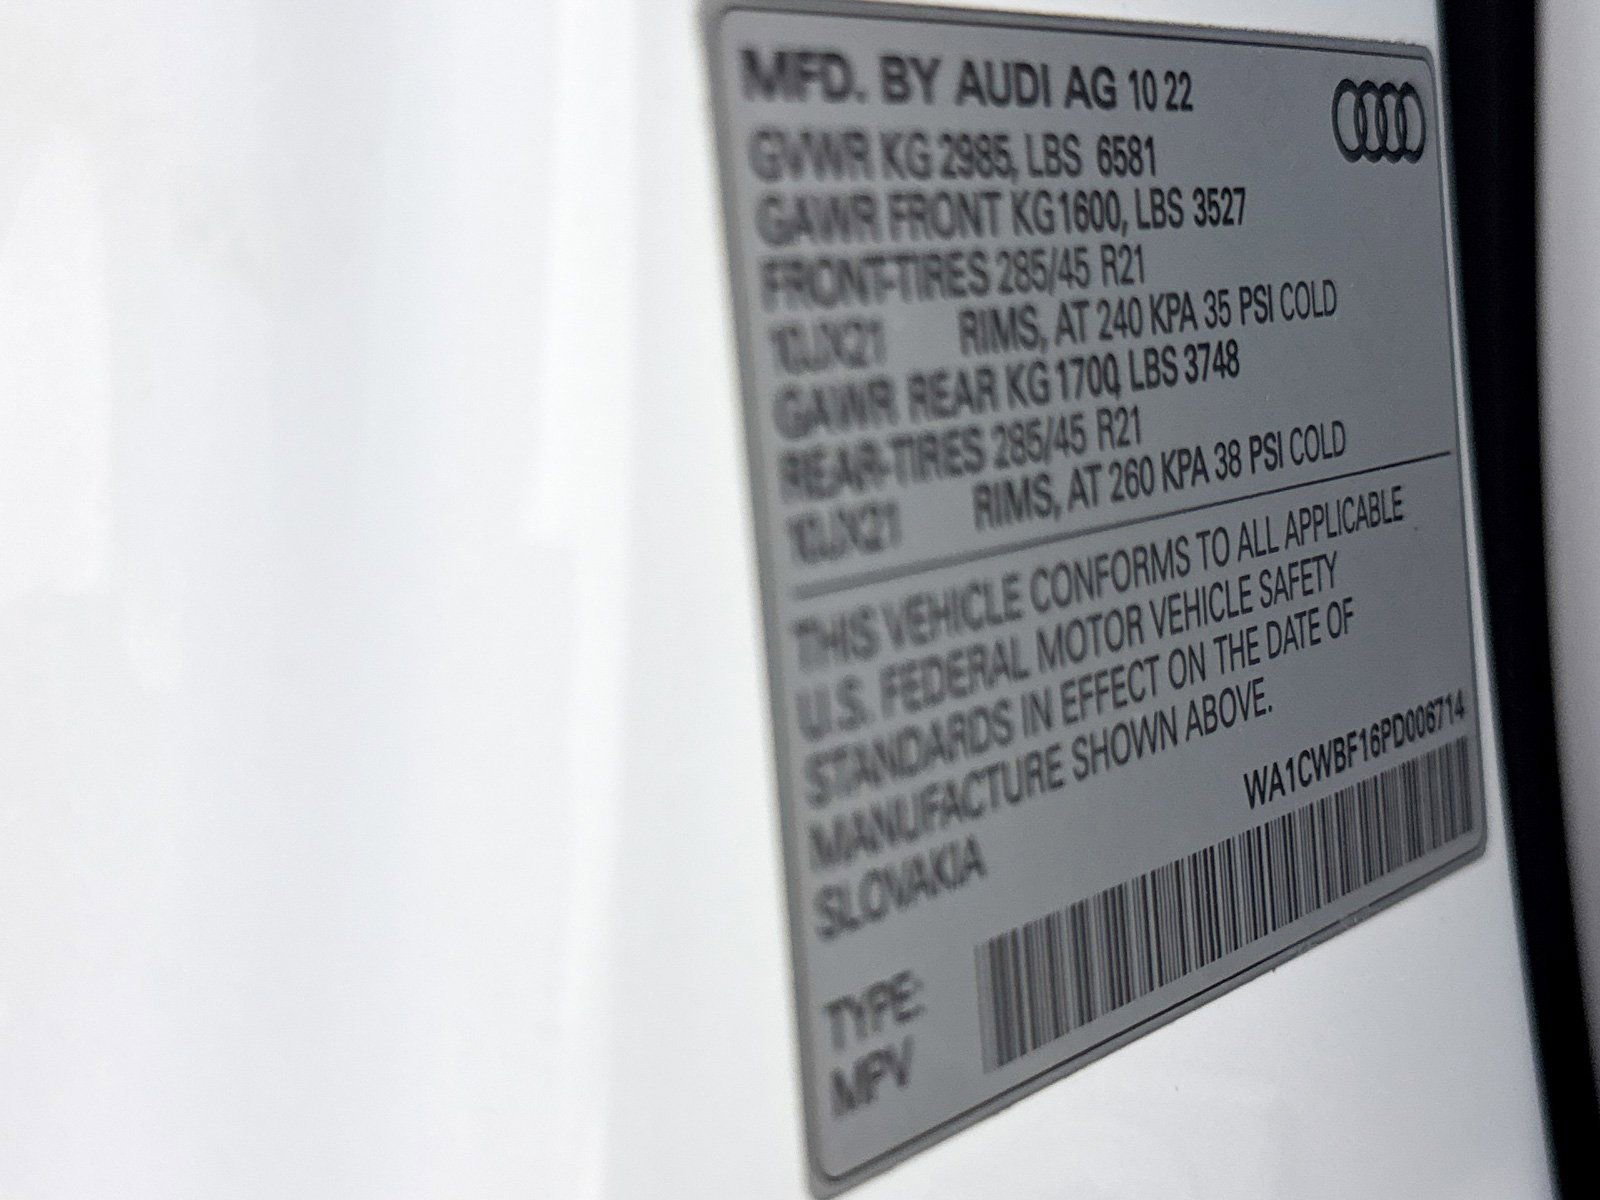 MFD. BY AUDI AG 10 22
GVWR KG 2985, LBS 6581
GAWR FRONT KG 1600, LBS 3527
FRONT-TIRES 285/45 R21
10JX21 RIMS, AT 240 KPA 35 PSI COLD
GAWR REAR KG 1700, LBS 3748
REAR-TIRES 285/45 R21
10JX21 RIMS, AT 260 KPA 38 PSI COLD
THIS VEHICLE CONFORMS TO ALL APPLICABLE
U.S. FEDERAL MOTOR VEHICLE SAFETY
STANDARDS IN EFFECT ON THE DATE OF
MANUFACTURE SHOWN ABOVE.
SLOVAKIA
WA1CWBF16PD006714
TYPE:
MPV